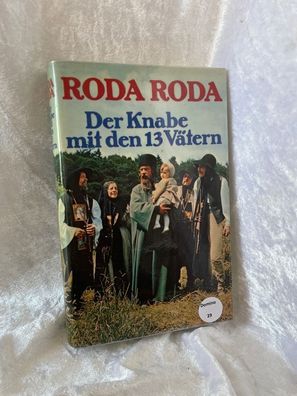 RODA RODA
Der Knabe
mit den 13 Vätern